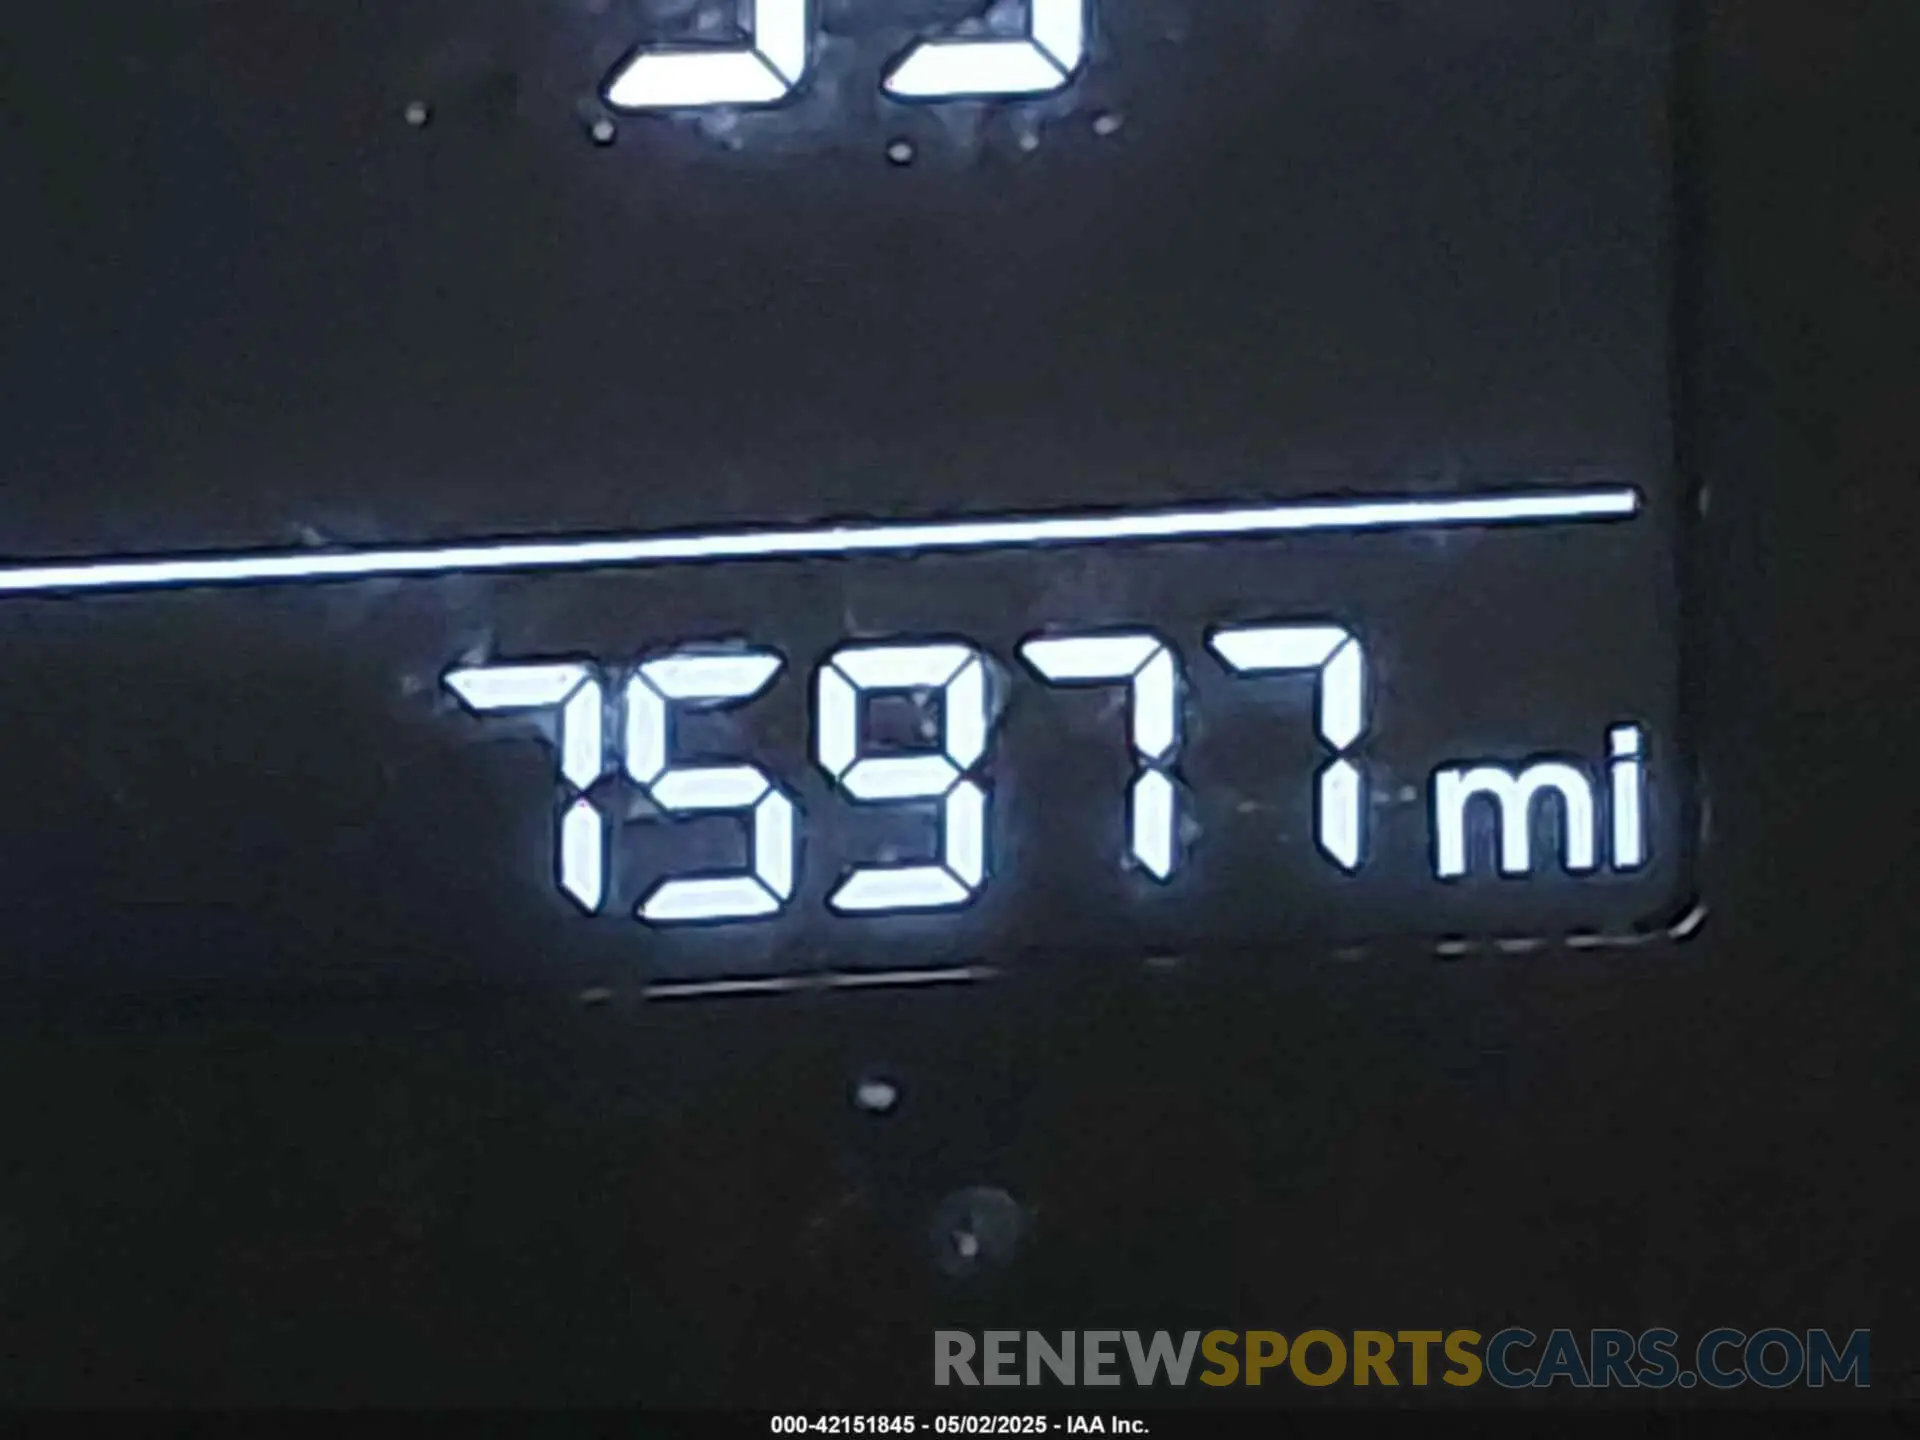 75977 mi
RENEWSPORTSCARS.COM
000-42151845 - 05/02/2025 - IAA Inc.